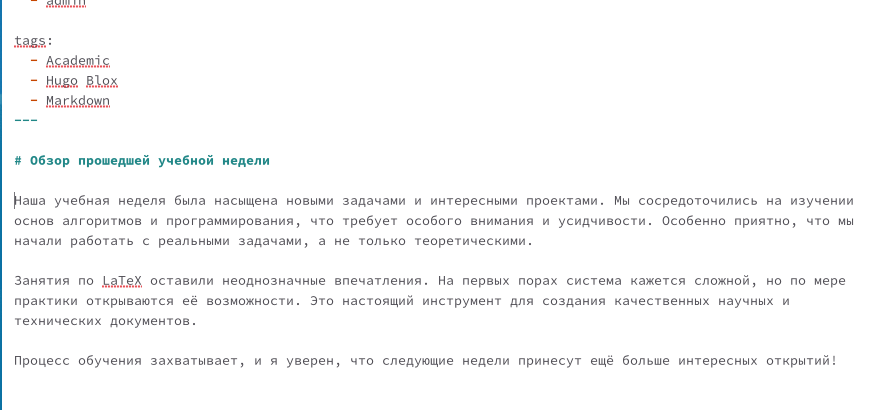 - admin
tags:
- Academic
- Hugo Blox
- Markdown
---
# Обзор прошедшей учебной недели
Наша учебная неделя была насыщена новыми задачами и интересными проектами. Мы сосредоточились на изучении
основ алгоритмов и программирования, что требует особого внимания и усидчивости. Особенно приятно, что мы
начали работать с реальными задачами, а не только теоретическими.
Занятия по LaTeX оставили неоднозначные впечатления. На первых порах система кажется сложной, но по мере
практики открываются её возможности. Это настоящий инструмент для создания качественных научных и
технических документов.
Процесс обучения захватывает, и я уверен, что следующие недели принесут ещё больше интересных открытий!